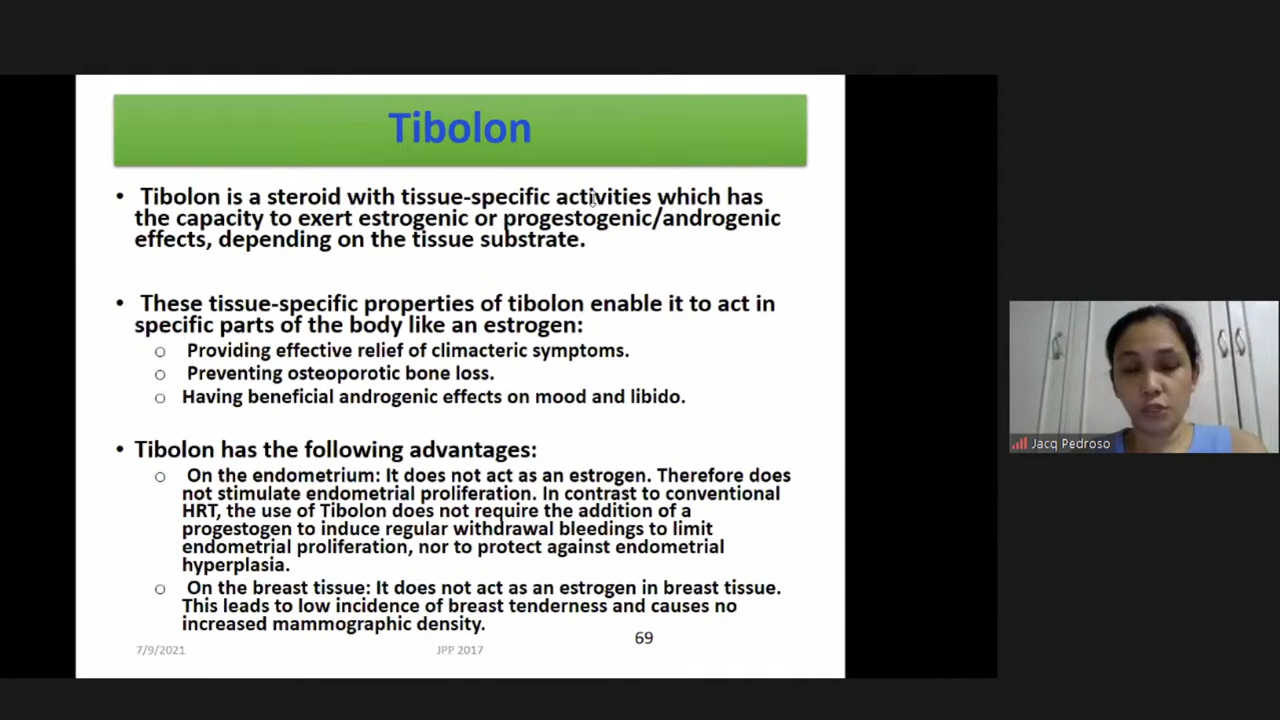 Tibolon
• Tibolon is a steroid with tissue-specific activities which has
the capacity to exert estrogenic or progestogenic/androgenic
effects, depending on the tissue substrate.
• These tissue-specific properties of tibolon enable it to act in
specific parts of the body like an estrogen:
o Providing effective relief of climacteric symptoms.
o Preventing osteoporotic bone loss.
o Having beneficial androgenic effects on mood and libido.
• Tibolon has the following advantages:
o On the endometrium: It does not act as an estrogen. Therefore does
not stimulate endometrial proliferation. In contrast to conventional
HRT, the use of Tibolon does not require the addition of a
progestogen to induce regular withdrawal bleedings to limit
endometrial proliferation, nor to protect against endometrial
hyperplasia.
o On the breast tissue: It does not act as an estrogen in breast tissue.
This leads to low incidence of breast tenderness and causes no
increased mammographic density.
69
7/9/2021
JPP 2017
Jacq Pedroso